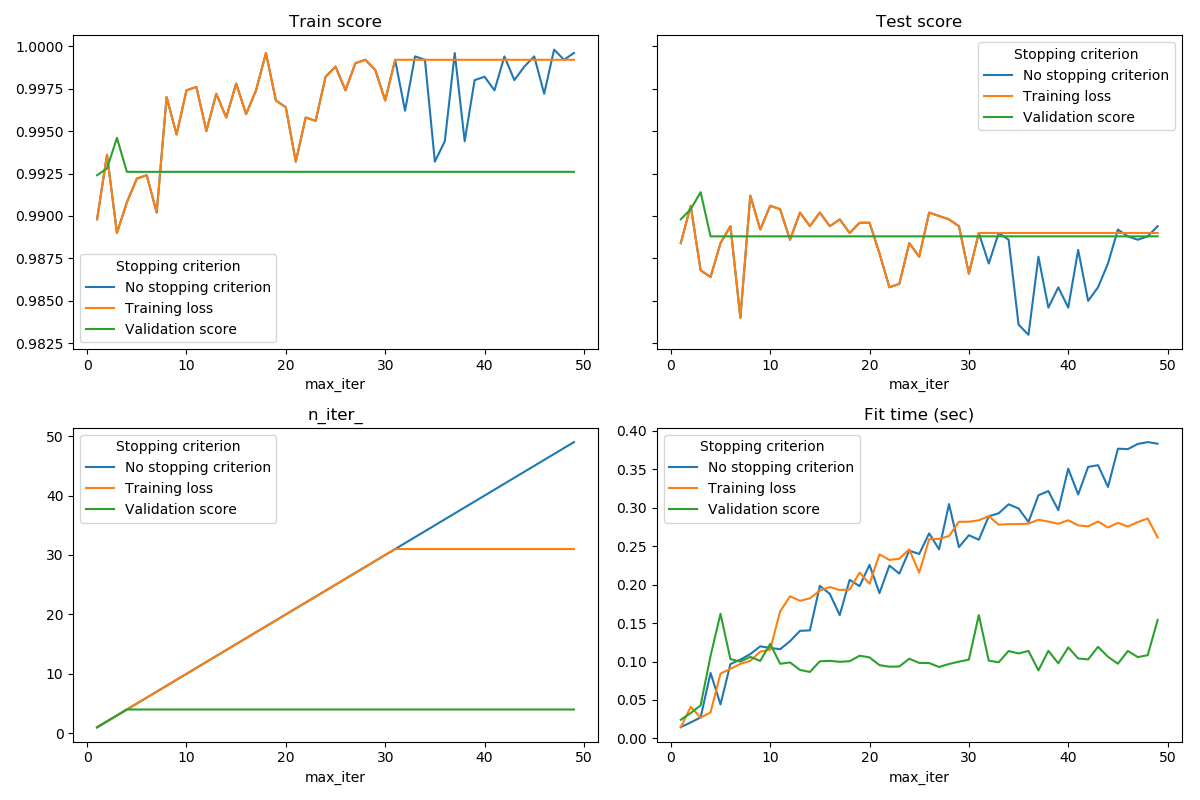 Train score
1.0000
0.9975
0.9950
0.9925
0.9900
0.9875
0.9850
0.9825
Stopping criterion
No stopping criterion
Training loss
Validation score
0 10 20 30 40 50
max_iter
Test score
Stopping criterion
No stopping criterion
Training loss
Validation score
0 10 20 30 40 50
max_iter
n_iter_
50
40
30
20
10
0
Stopping criterion
No stopping criterion
Training loss
Validation score
0 10 20 30 40 50
max_iter
Fit time (sec)
0.40
0.35
0.30
0.25
0.20
0.15
0.10
0.05
0.00
Stopping criterion
No stopping criterion
Training loss
Validation score
0 10 20 30 40 50
max_iter